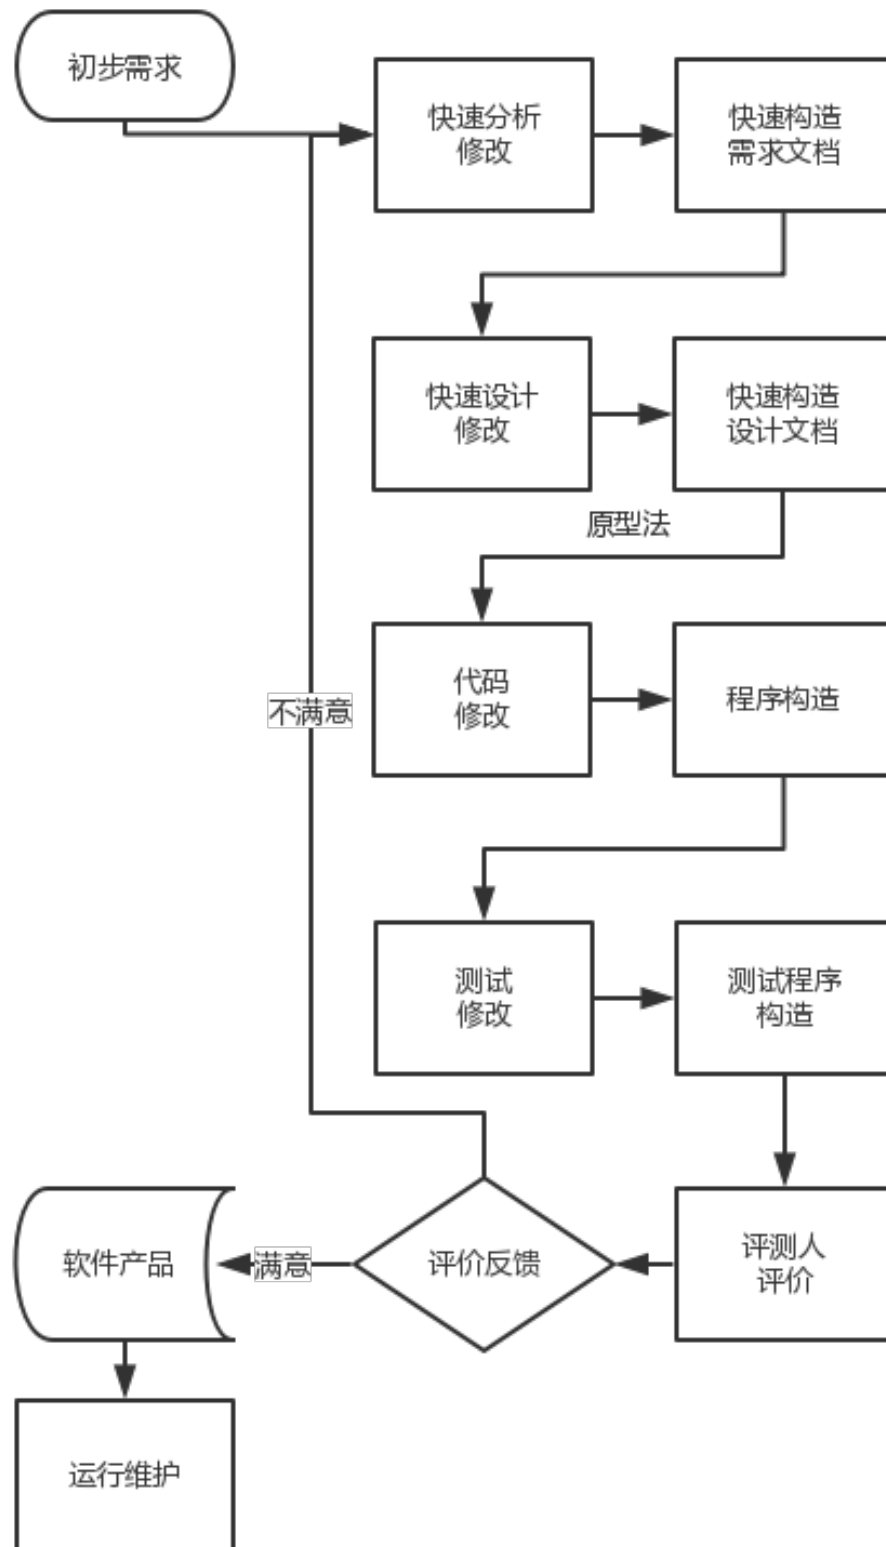 初步需求
快速分析
修改
快速构造
需求文档
快速设计
修改
快速构造
设计文档
原型法
代码
修改
程序构造
不满意
测试
修改
测试程序
构造
软件产品
满意
评价反馈
评测人
评价
运行维护